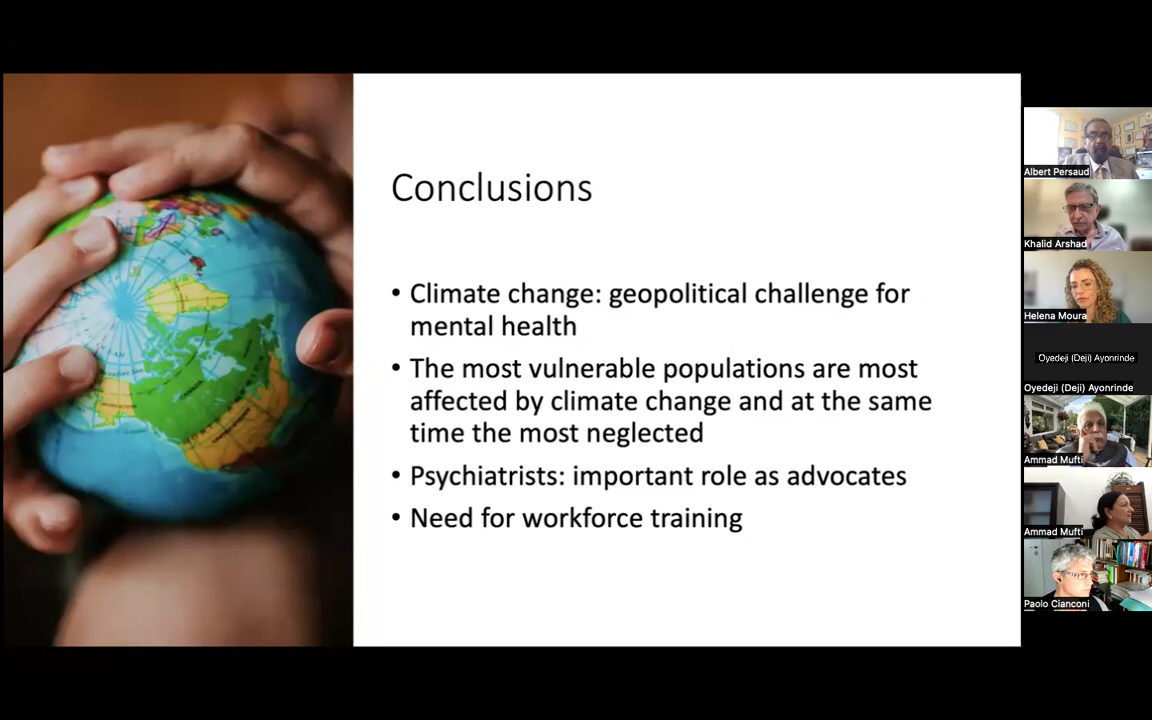 Conclusions
• Climate change: geopolitical challenge for
mental health
• The most vulnerable populations are most
affected by climate change and at the same
time the most neglected
• Psychiatrists: important role as advocates
• Need for workforce training
Albert Persaud
Khalid Arshad
Helena Moura
Oyedeji (Deji) Ayonrinde
Oyedeji (Deji) Ayonrinde
Ammad Mufti
Ammad Mufti
Paolo Cianconi
CANADA